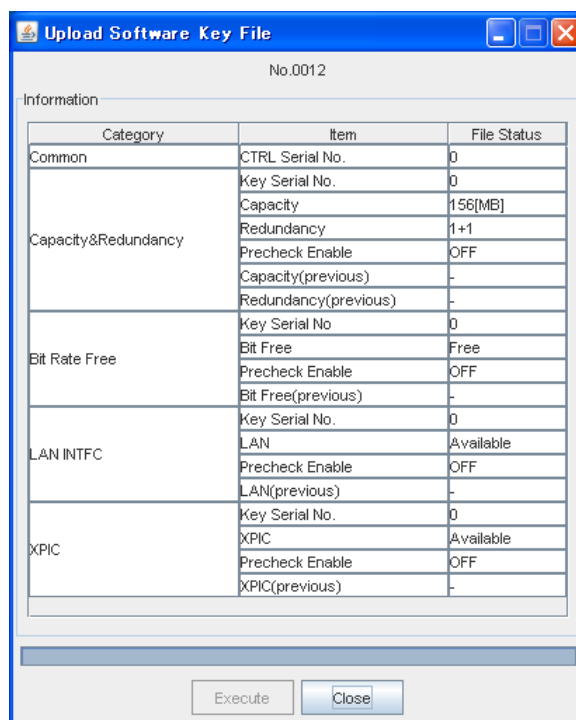 Upload Software Key File
No.0012
Information
Category Item File Status
Common CTRL Serial No. 0
Capacity&Redundancy Key Serial No. 0
Capacity 156[MB]
Redundancy 1+1
Precheck Enable OFF
Capacity(previous) -
Redundancy(previous) -
Bit Rate Free Key Serial No 0
Bit Free Free
Precheck Enable OFF
Bit Free(previous) -
LAN INTFC Key Serial No. 0
LAN Available
Precheck Enable OFF
LAN(previous) -
XPIC Key Serial No. 0
XPIC Available
Precheck Enable OFF
XPIC(previous) -
Execute Close